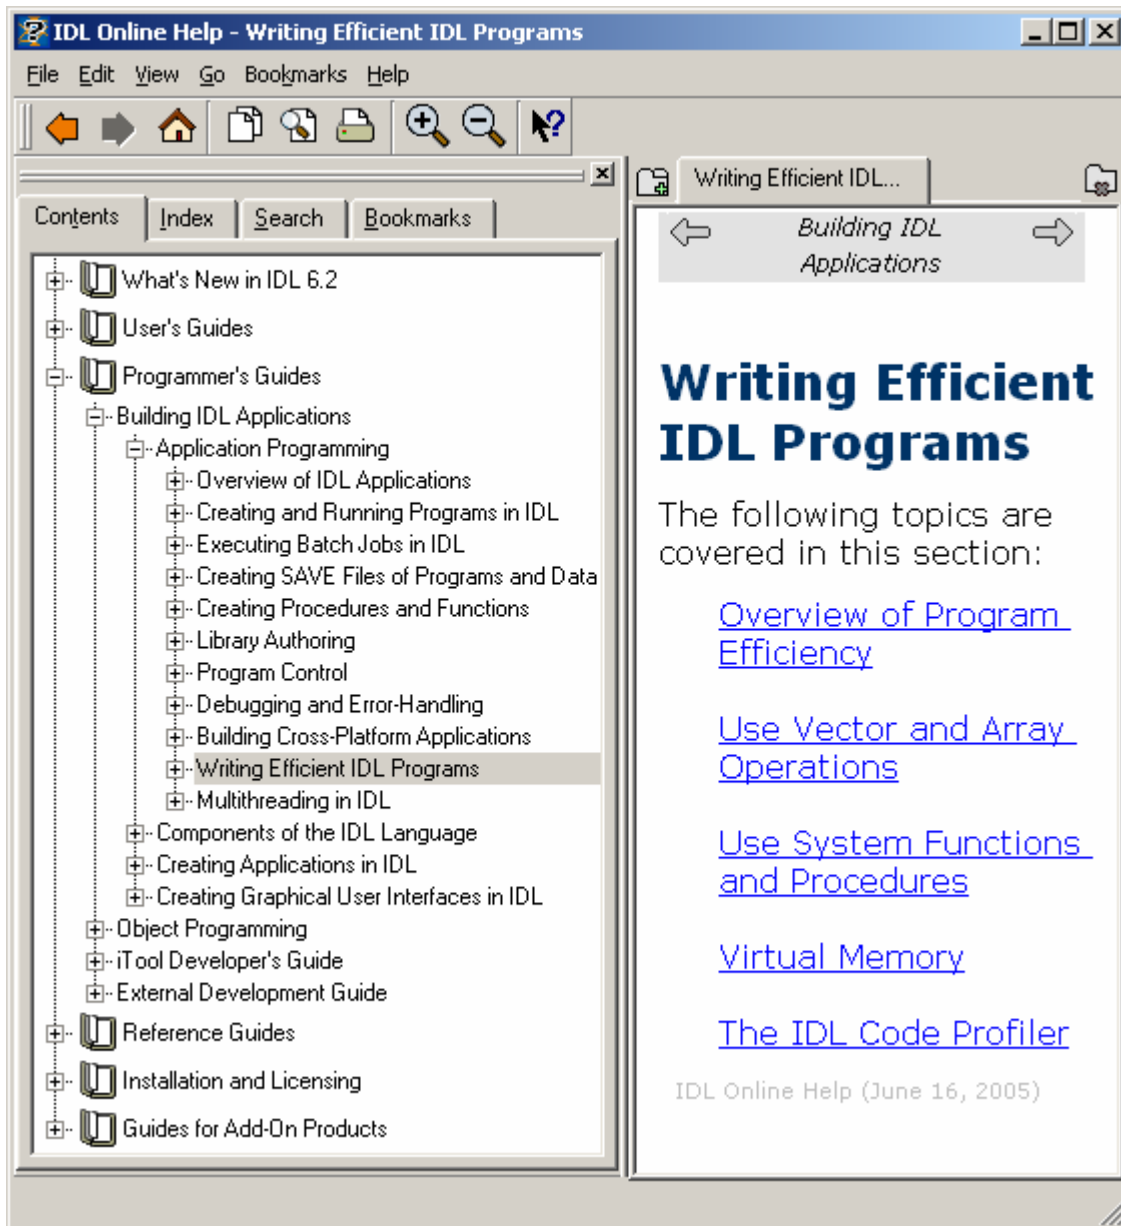 IDL Online Help - Writing Efficient IDL Programs
File Edit View Go Bookmarks Help
Contents Index Search Bookmarks
What's New in IDL 6.2
User's Guides
Programmer's Guides
Building IDL Applications
Application Programming
Overview of IDL Applications
Creating and Running Programs in IDL
Executing Batch Jobs in IDL
Creating SAVE Files of Programs and Data
Creating Procedures and Functions
Library Authoring
Program Control
Debugging and Error-Handling
Building Cross-Platform Applications
Writing Efficient IDL Programs
Multithreading in IDL
Components of the IDL Language
Creating Applications in IDL
Creating Graphical User Interfaces in IDL
Object Programming
iTool Developer's Guide
External Development Guide
Reference Guides
Installation and Licensing
Guides for Add-On Products
Writing Efficient IDL...
Building IDL
Applications
Writing Efficient
IDL Programs
The following topics are
covered in this section:
Overview of Program
Efficiency
Use Vector and Array
Operations
Use System Functions
and Procedures
Virtual Memory
The IDL Code Profiler
IDL Online Help (June 16, 2005)